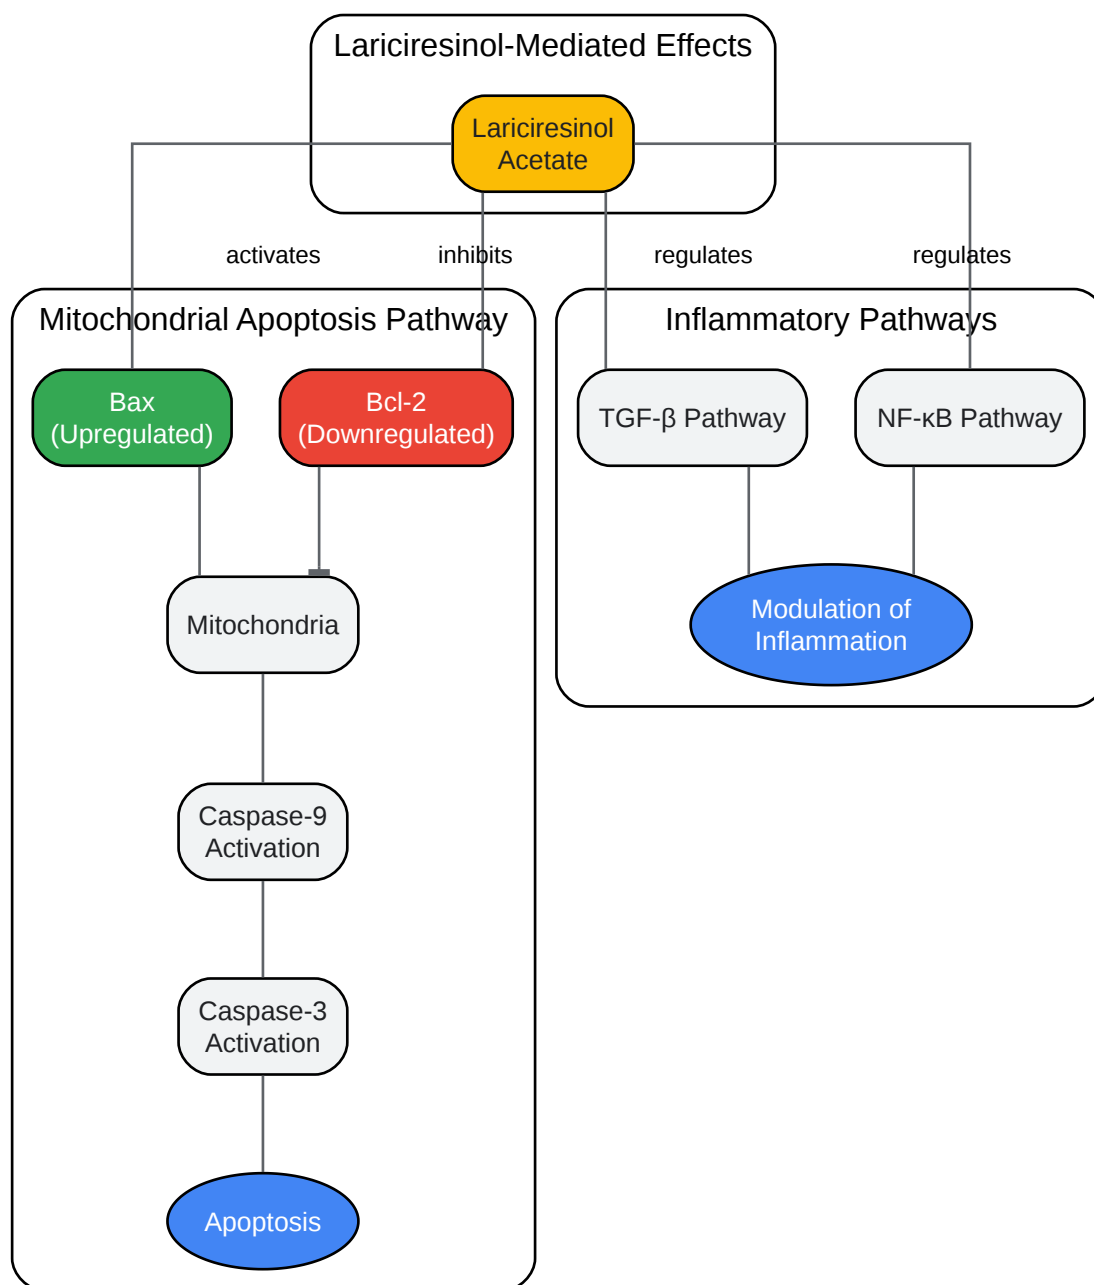 Lariciresinol-Mediated Effects
Lariciresinol
Acetate
activates
inhibits
regulates
regulates
Mitochondrial Apoptosis Pathway
Inflammatory Pathways
Bax
(Upregulated)
Bcl-2
(Downregulated)
TGF-β Pathway
NF-κB Pathway
Mitochondria
Modulation of
Inflammation
Caspase-9
Activation
Caspase-3
Activation
Apoptosis